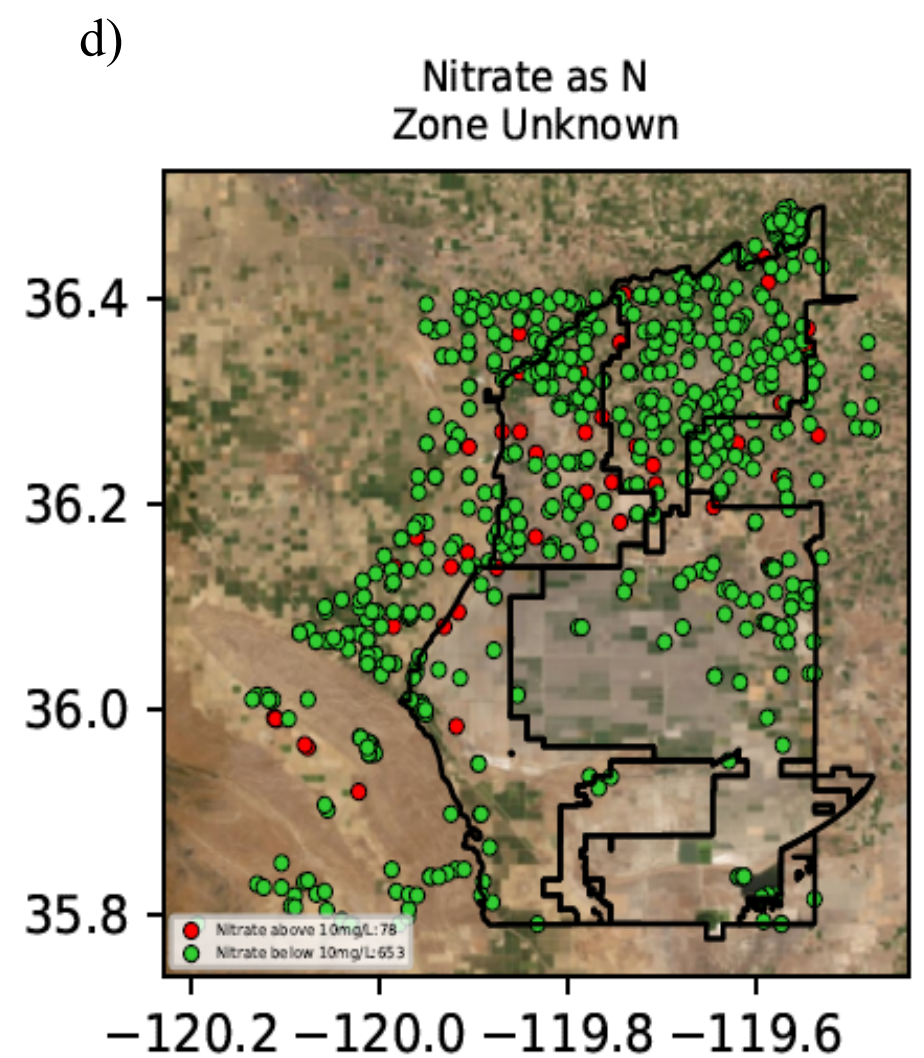 d)
Nitrate as N
Zone Unknown
36.4
36.2
36.0
35.8
Nitrate above 10mg/L:78
Nitrate below 10mg/L:653
−120.2 −120.0 −119.8 −119.6